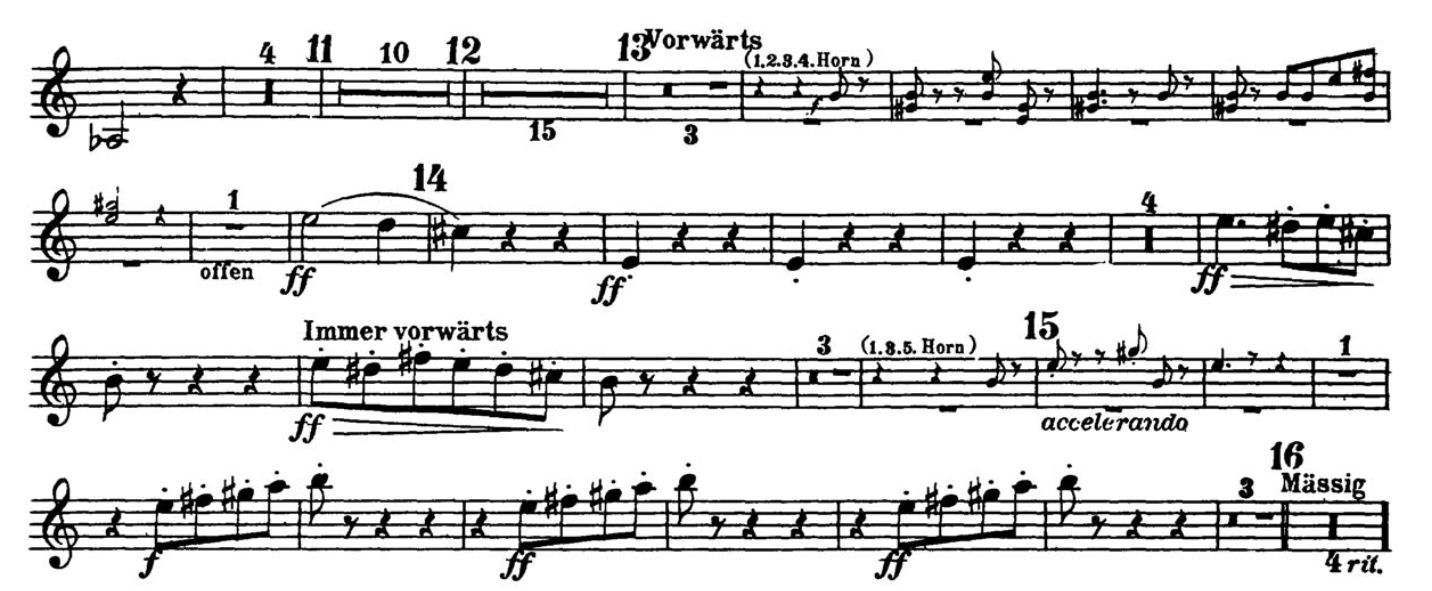 4 11 10 12 13 Vorwärts
(1.2.3.4. Horn)
f
15 3
14
1 4
offen ff ff ff
Immer vorwärts 15
3 (1.3.5. Horn) 1
ff accelerando
16
3 Mässig
f ff ff 4 rit.